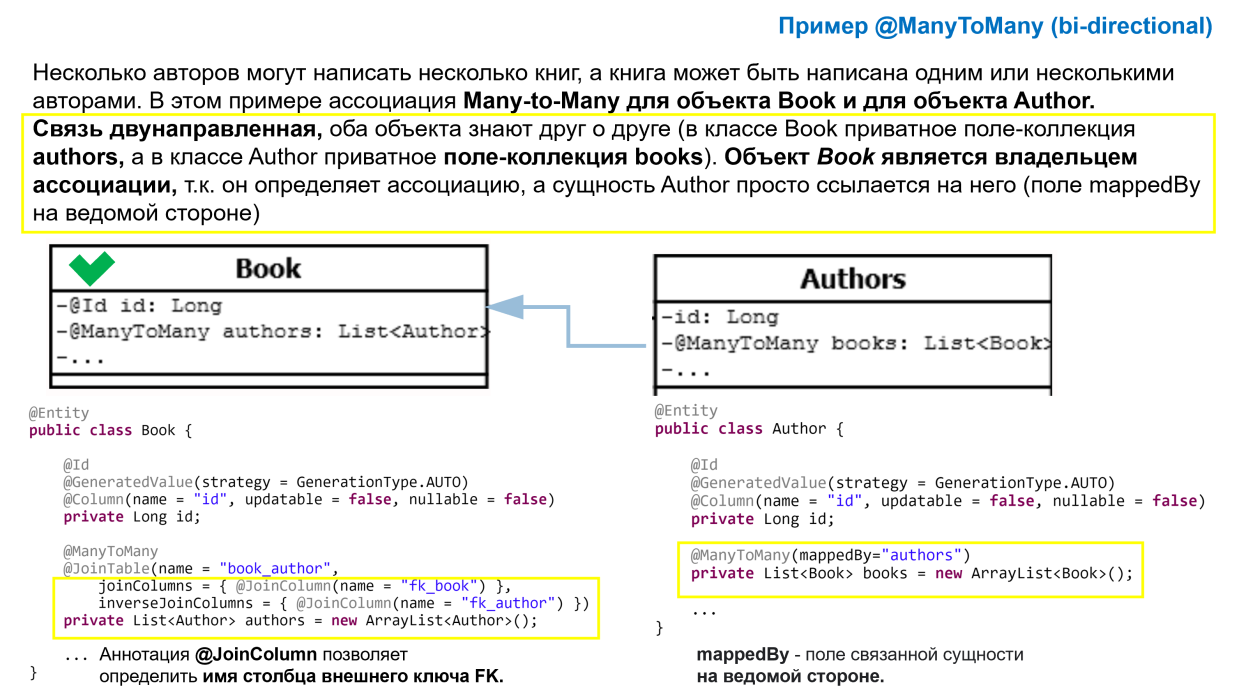 Пример @ManyToMany (bi-directional)
Несколько авторов могут написать несколько книг, а книга может быть написана одним или несколькими
авторами. В этом примере ассоциация Many-to-Many для объекта Book и для объекта Author.
Связь двунаправленная, оба объекта знают друг о друге (в классе Book приватное поле-коллекция
authors, а в классе Author приватное поле-коллекция books). Объект Book является владельцем
ассоциации, т.к. он определяет ассоциацию, а сущность Author просто ссылается на него (поле mappedBy
на ведомой стороне)
Book
-@Id id: Long
-@ManyToMany authors: List<Author>
-...
Authors
-id: Long
-@ManyToMany books: List<Book>
-...
@Entity
public class Book {
@Id
@GeneratedValue(strategy = GenerationType.AUTO)
@Column(name = "id", updatable = false, nullable = false)
private Long id;
@ManyToMany
@JoinTable(name = "book_author",
joinColumns = { @JoinColumn(name = "fk_book") },
inverseJoinColumns = { @JoinColumn(name = "fk_author") })
private List<Author> authors = new ArrayList<Author>();
...
}
Аннотация @JoinColumn позволяет
определить имя столбца внешнего ключа FK.
@Entity
public class Author {
@Id
@GeneratedValue(strategy = GenerationType.AUTO)
@Column(name = "id", updatable = false, nullable = false)
private Long id;
@ManyToMany(mappedBy="authors")
private List<Book> books = new ArrayList<Book>();
...
}
mappedBy - поле связанной сущности
на ведомой стороне.